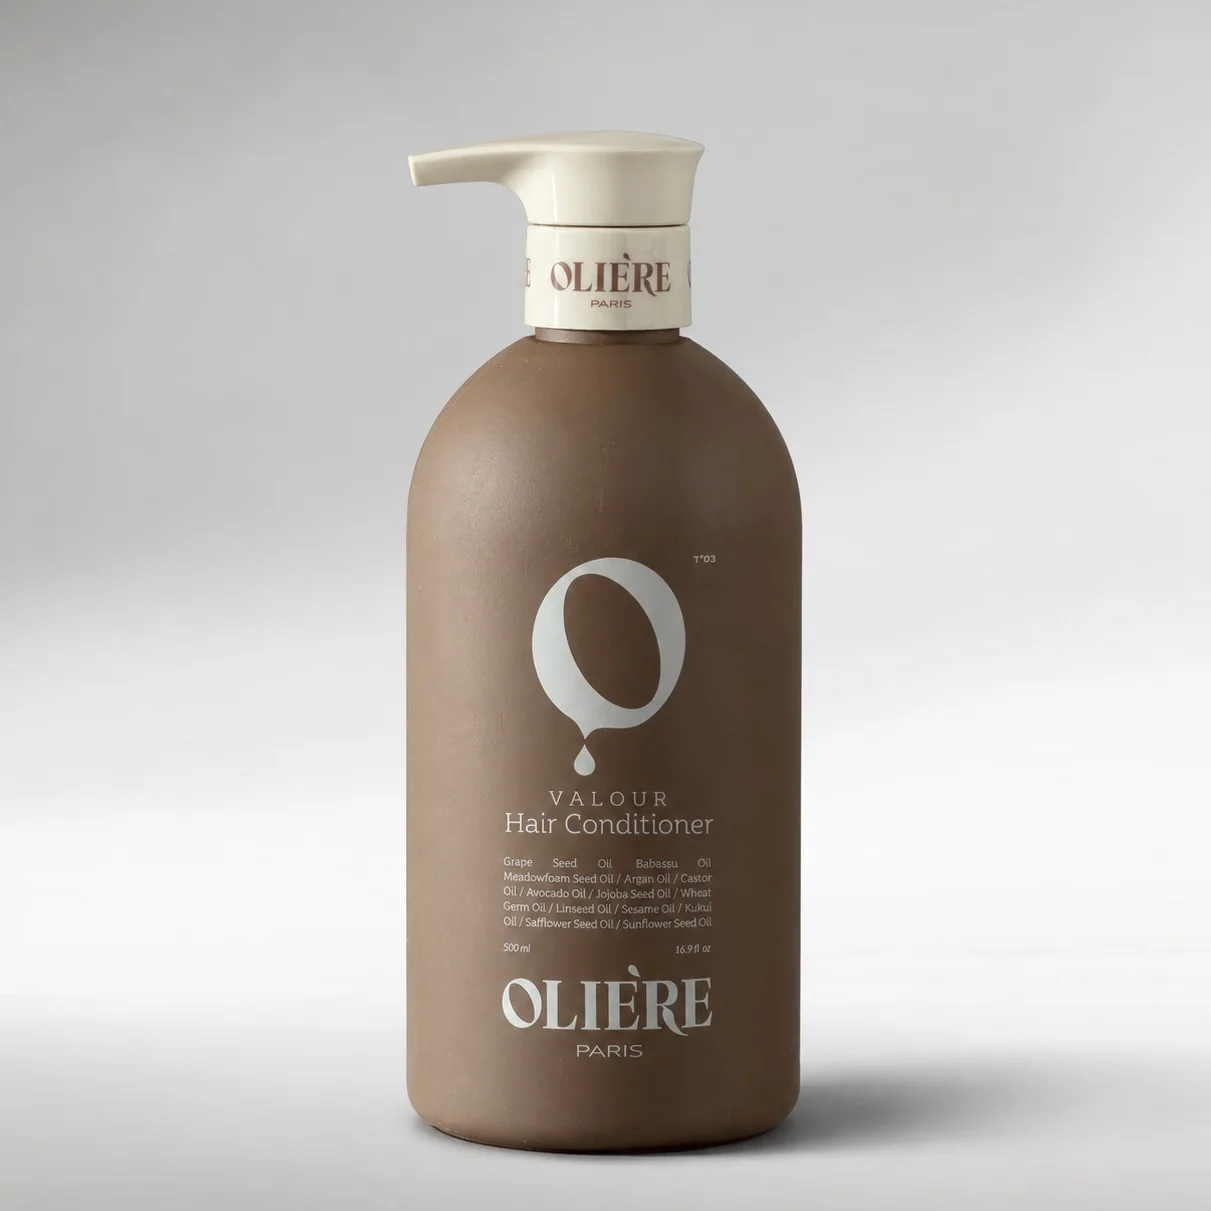 OLIÈRE
PARIS
T°03
VALOUR
Hair Conditioner
Grape Seed Oil Babassu Oil
Meadowfoam Seed Oil / Argan Oil / Castor
Oil / Avocado Oil / Jojoba Seed Oil / Wheat
Germ Oil / Linseed Oil / Sesame Oil / Kukui
Oil / Safflower Seed Oil / Sunflower Seed Oil
500 ml 16.9 fl oz
OLIÈRE
PARIS